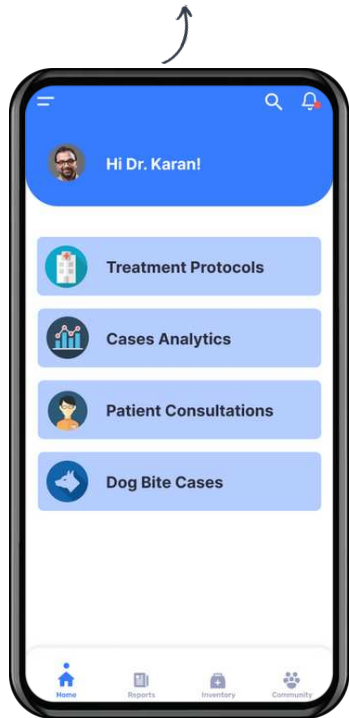 Hi Dr. Karan!
Treatment Protocols
Cases Analytics
Patient Consultations
Dog Bite Cases
Home Reports Inventory Community